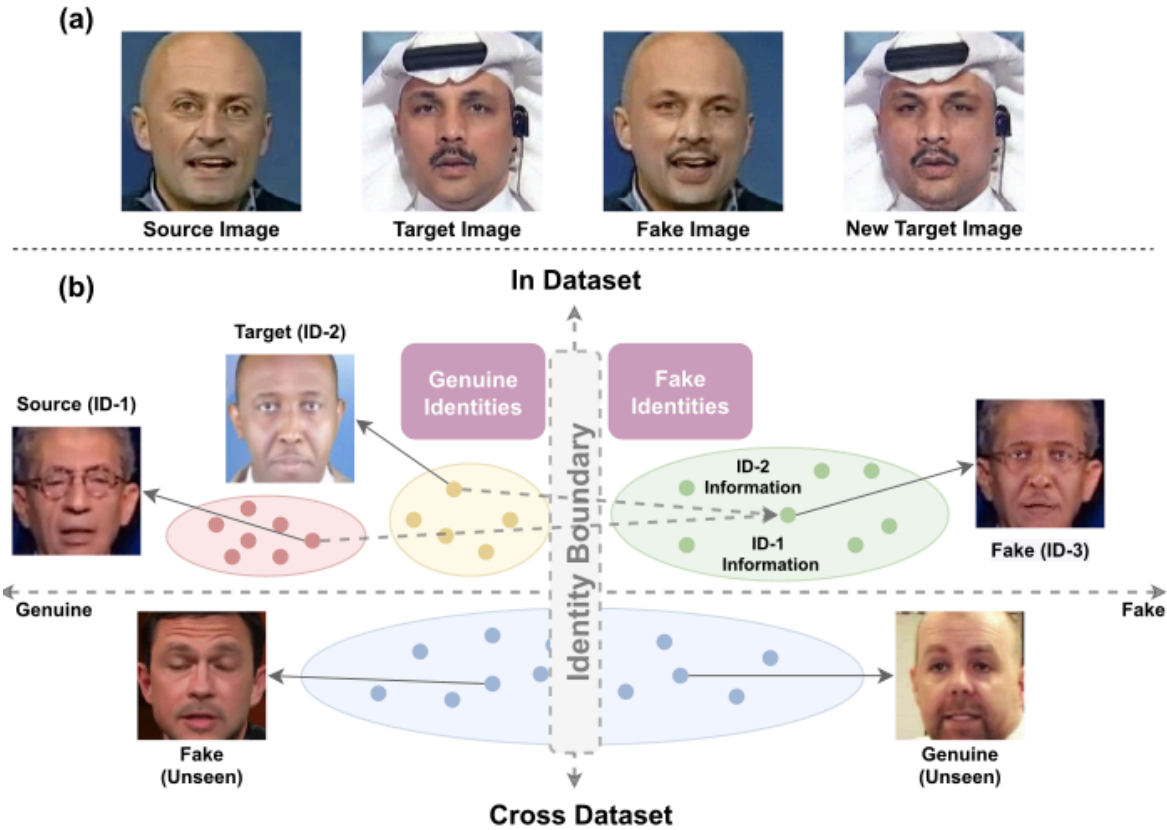 (a)
Source Image
Target Image
Fake Image
New Target Image
(b)
In Dataset
Target (ID-2)
Genuine
Identities
Fake
Identities
Source (ID-1)
Identity Boundary
ID-2
Information
ID-1
Information
Fake (ID-3)
Genuine
Fake
Fake
(Unseen)
Genuine
(Unseen)
Cross Dataset